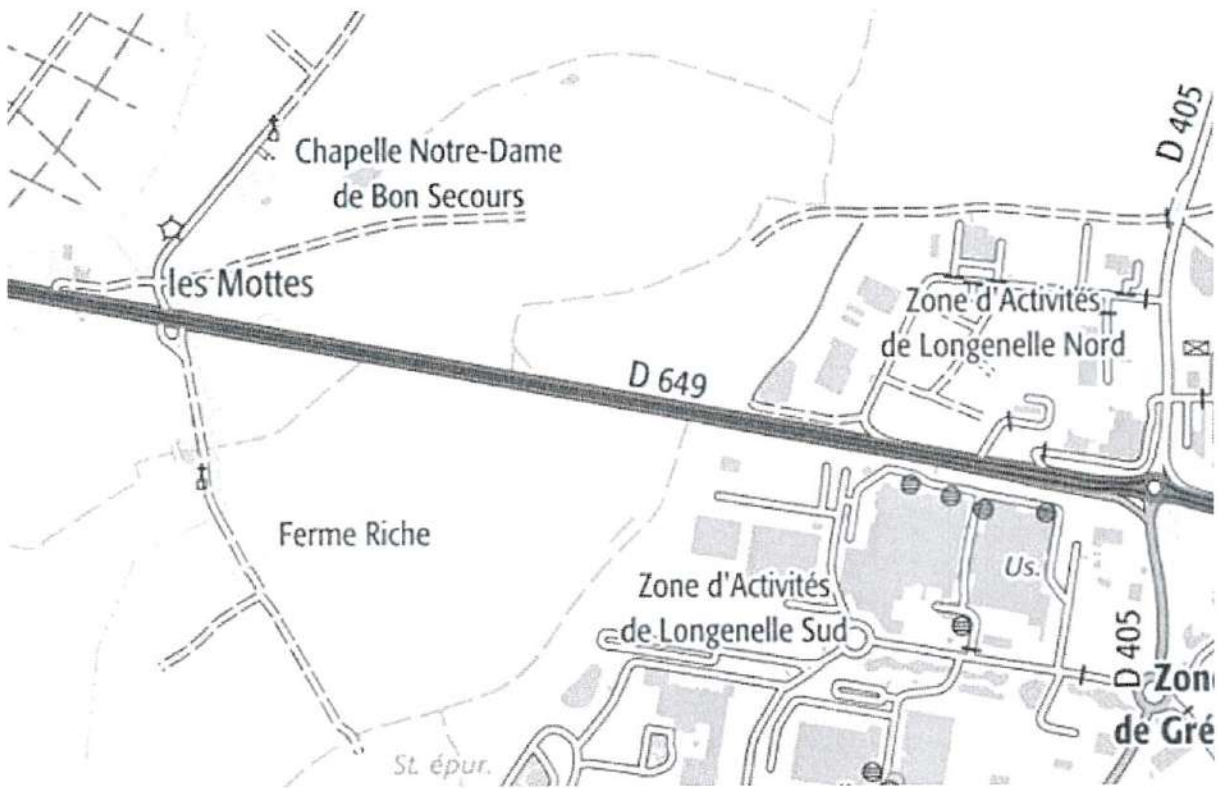 D 405
Chapelle Notre-Dame
de Bon Secours
les Mottes
Zone d'Activités
de Longenelle Nord
D 649
Ferme Riche
Us.
Zone d'Activités
de Longenelle Sud
D 405
Zon
de Gré
St. épur.